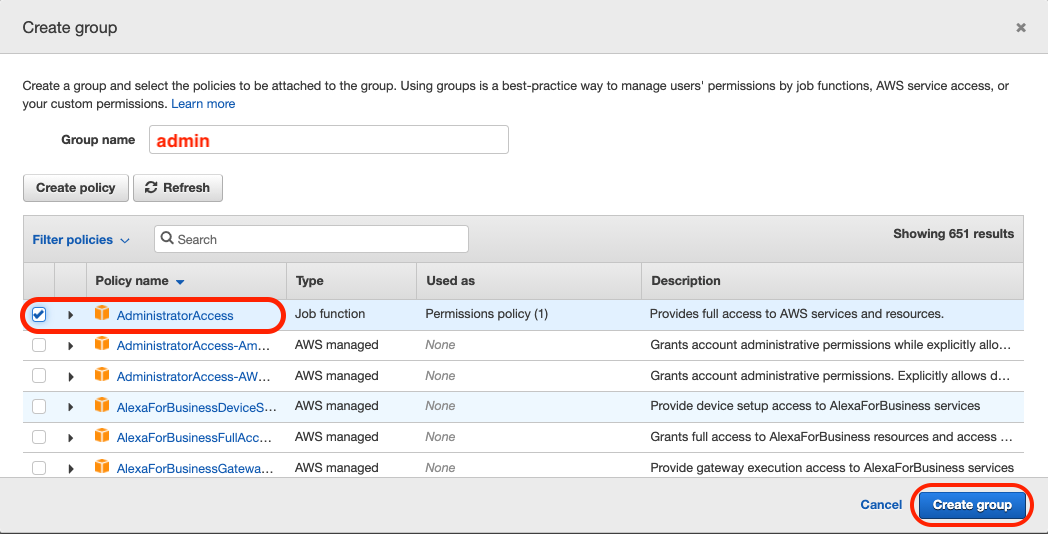 Create group
Create a group and select the policies to be attached to the group. Using groups is a best-practice way to manage users' permissions by job functions, AWS service access, or
your custom permissions. Learn more
Group name admin
Create policy Refresh
Filter policies Search Showing 651 results
Policy name Type Used as Description
AdministratorAccess Job function Permissions policy (1) Provides full access to AWS services and resources.
AdministratorAccess-Am... AWS managed None Grants account administrative permissions while explicitly allo...
AdministratorAccess-AW... AWS managed None Grants account administrative permissions. Explicitly allows d...
AlexaForBusinessDeviceS... AWS managed None Provide device setup access to AlexaForBusiness services
AlexaForBusinessFullAcc... AWS managed None Grants full access to AlexaForBusiness resources and access ...
AlexaForBusinessGatewa... AWS managed None Provide gateway execution access to AlexaForBusiness services
Cancel Create group